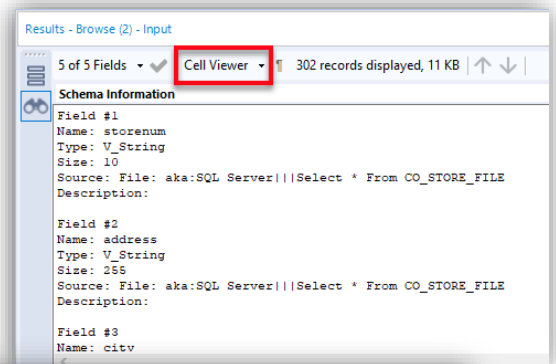 Results - Browse (2) - Input
5 of 5 Fields Cell Viewer ¶ 302 records displayed, 11 KB
Schema Information
Field #1
Name: storenum
Type: V_String
Size: 10
Source: File: aka:SQL Server|||Select * From CO_STORE_FILE
Description:
Field #2
Name: address
Type: V_String
Size: 255
Source: File: aka:SQL Server|||Select * From CO_STORE_FILE
Description:
Field #3
Name: city